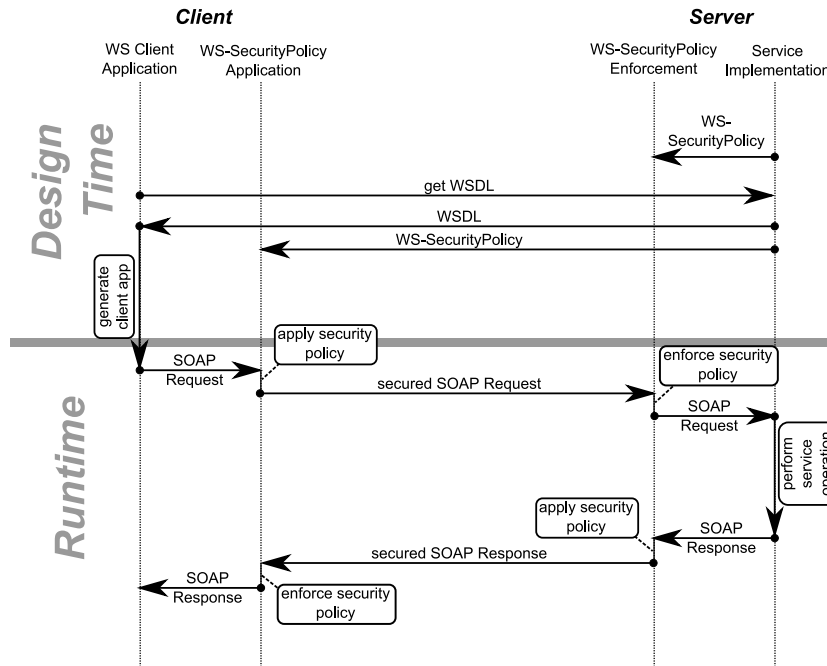 Client
Server
WS Client
Application
WS-SecurityPolicy
Application
WS-SecurityPolicy
Enforcement
Service
Implementation
Design
Time
WS-
SecurityPolicy
get WSDL
WSDL
WS-SecurityPolicy
generate
client app
Runtime
apply security
policy
SOAP
Request
secured SOAP Request
enforce security
policy
SOAP
Request
perform
service
operation
apply security
policy
SOAP
Response
secured SOAP Response
SOAP
Response
enforce security
policy